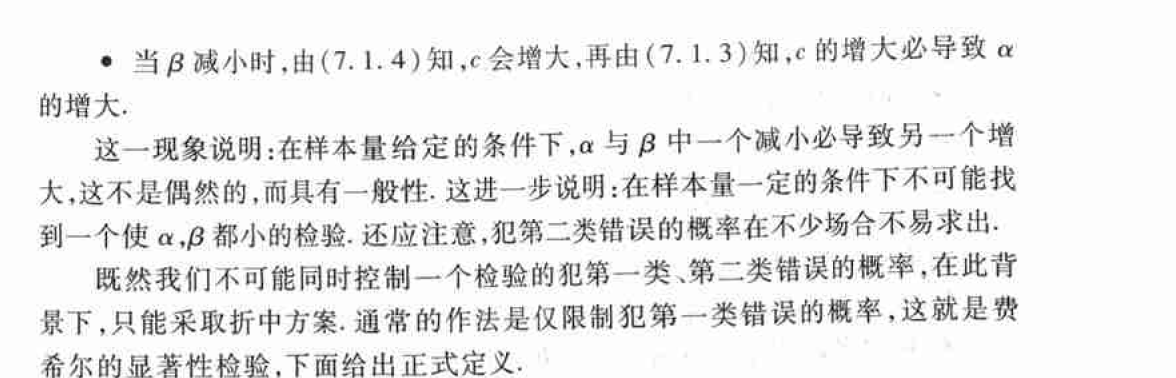 • 当 β 减小时,由(7.1.4)知,c 会增大,再由(7.1.3)知,c 的增大必导致 α
的增大.
这一现象说明:在样本量给定的条件下,α 与 β 中一个减小必导致另一个增
大,这不是偶然的,而具有一般性. 这进一步说明:在样本量一定的条件下不可能找
到一个使 α,β 都小的检验. 还应注意,犯第二类错误的概率在不少场合不易求出.
既然我们不可能同时控制一个检验的犯第一类、第二类错误的概率,在此背
景下,只能采取折中方案. 通常的作法是仅限制犯第一类错误的概率,这就是费
希尔的显著性检验,下面给出正式定义.